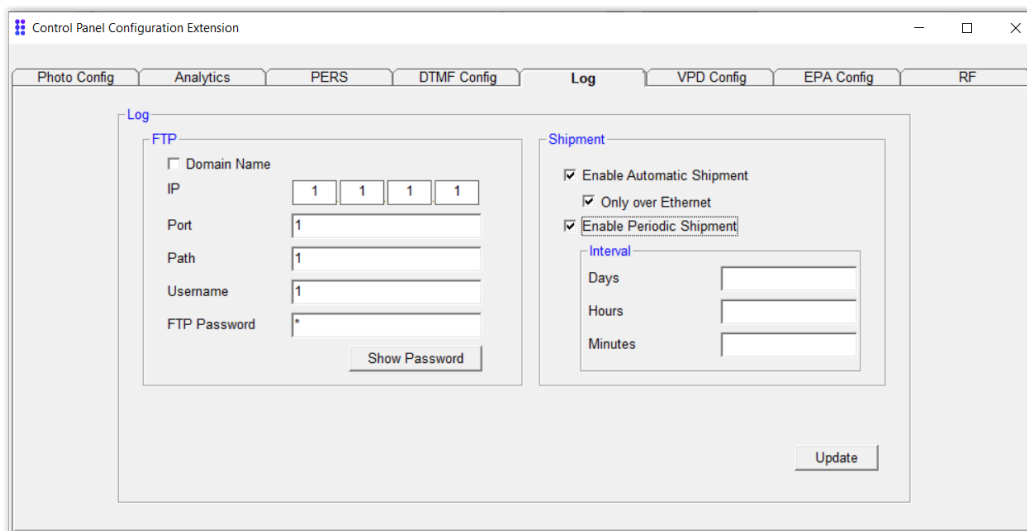 Control Panel Configuration Extension
Photo Config Analytics PERS DTMF Config Log VPD Config EPA Config RF
Log
FTP
Domain Name
IP 1 . 1 . 1 . 1
Port 1
Path 1
Username 1
FTP Password *
Show Password
Shipment
Enable Automatic Shipment
Only over Ethernet
Enable Periodic Shipment
Interval
Days
Hours
Minutes
Update